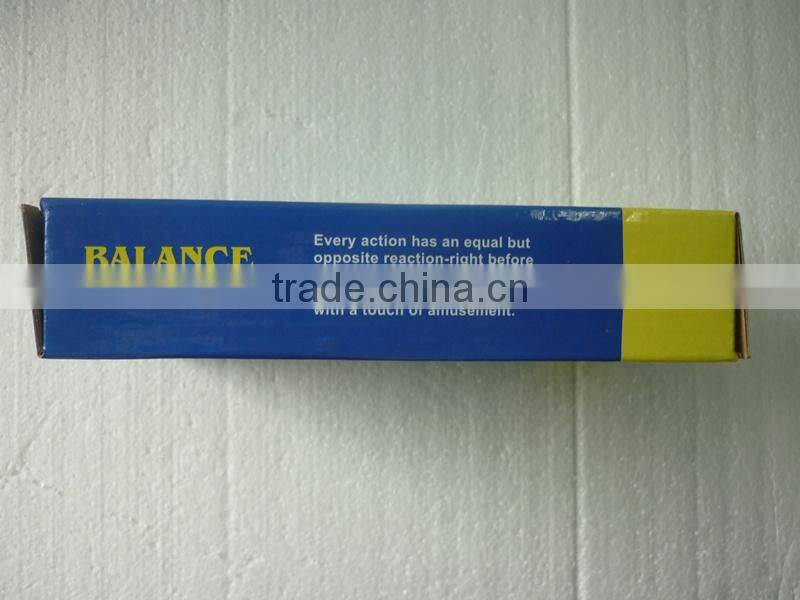 BALANCE
Every action has an equal but
opposite reaction-right before
with a touch of amusement.
trade.china.cn